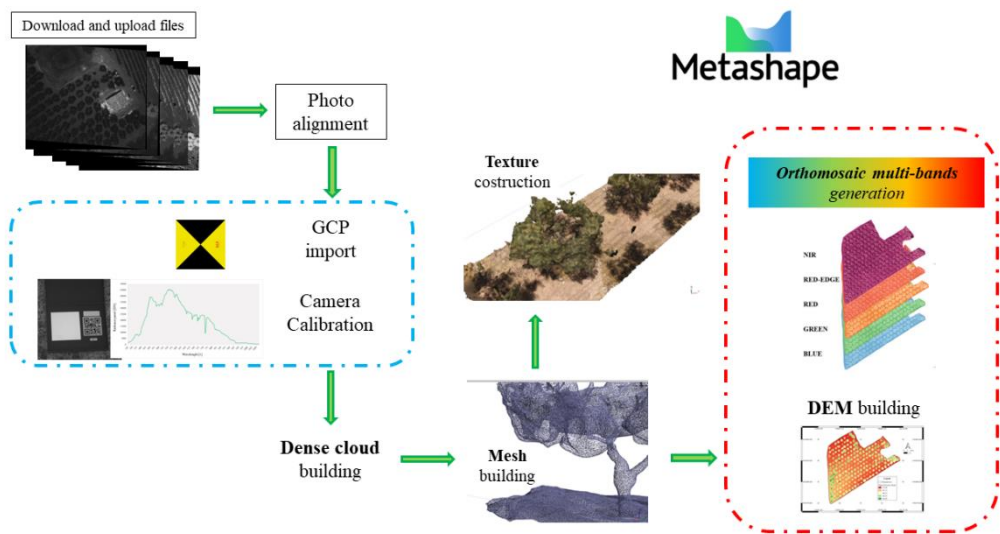 Download and upload files
Photo
alignment
Metashape
GCP
import
Camera
Calibration
Dense cloud
building
Mesh
building
Texture
costruction
Orthomosaic multi-bands
generation
NIR
RED-EDGE
RED
GREEN
BLUE
DEM building